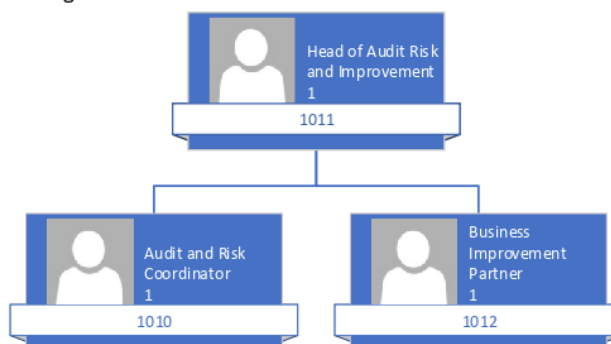 Head of Audit Risk
and Improvement
1
1011
Audit and Risk
Coordinator
1
1010
Business
Improvement
Partner
1
1012